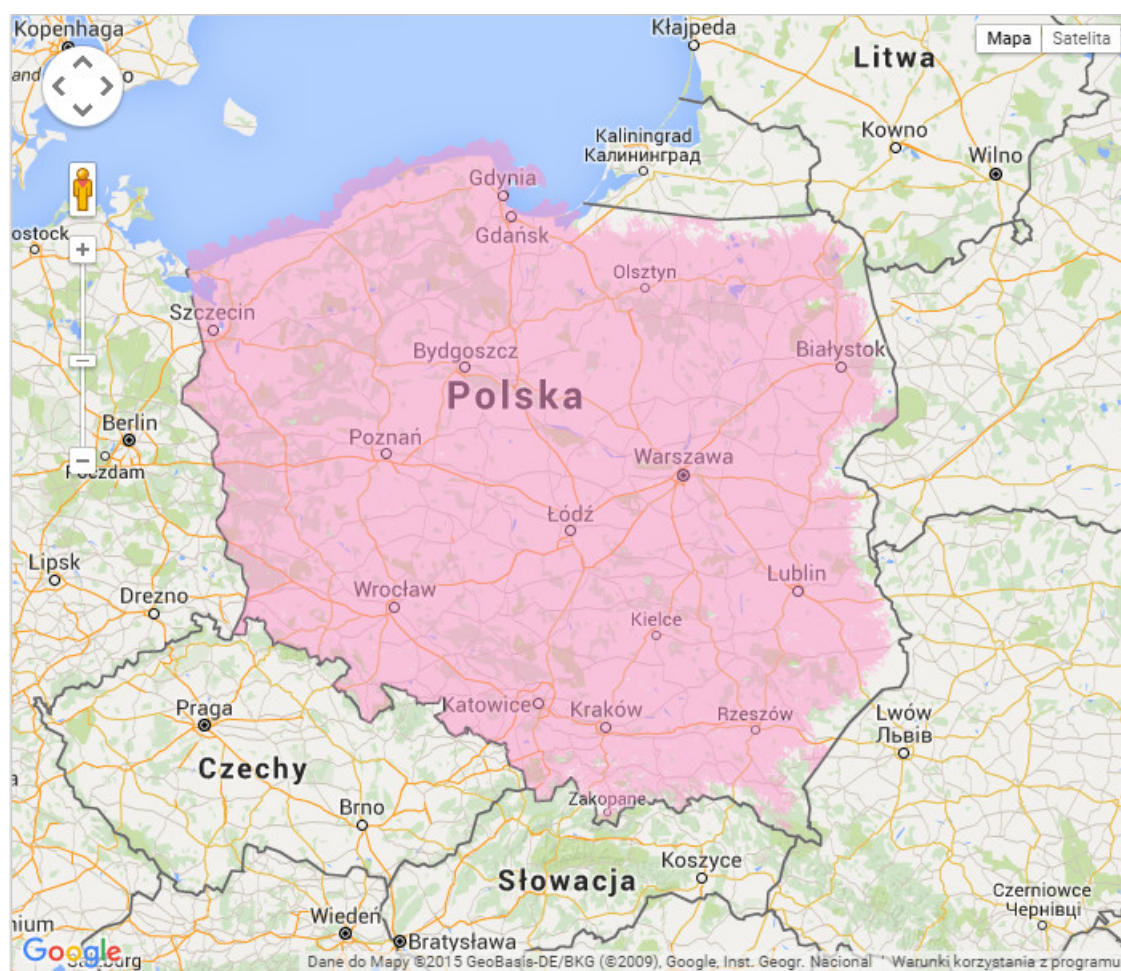 Kopenhaga
Kłajpeda
Mapa
Satelita
Litwa
Kaliningrad
Калининград
Kowno
Wilno
Gdynia
Gdańsk
ostock
Olsztyn
Szczecin
Bydgoszcz
Białystok
Polska
Berlin
Poznań
Warszawa
Poczdam
Łódź
Lipsk
Drezno
Wrocław
Lublin
Kielce
Praga
Katowice
Kraków
Rzeszów
Lwów
Львів
Czechy
Zakopane
Brno
Słowacja
Koszyce
Czerniowce
Чернівці
Wiedeń
Bratysława
Google
Dane do Mapy ©2015 GeoBasis-DE/BKG (©2009), Google, Inst. Geogr. Nacional
Warunki korzystania z programu